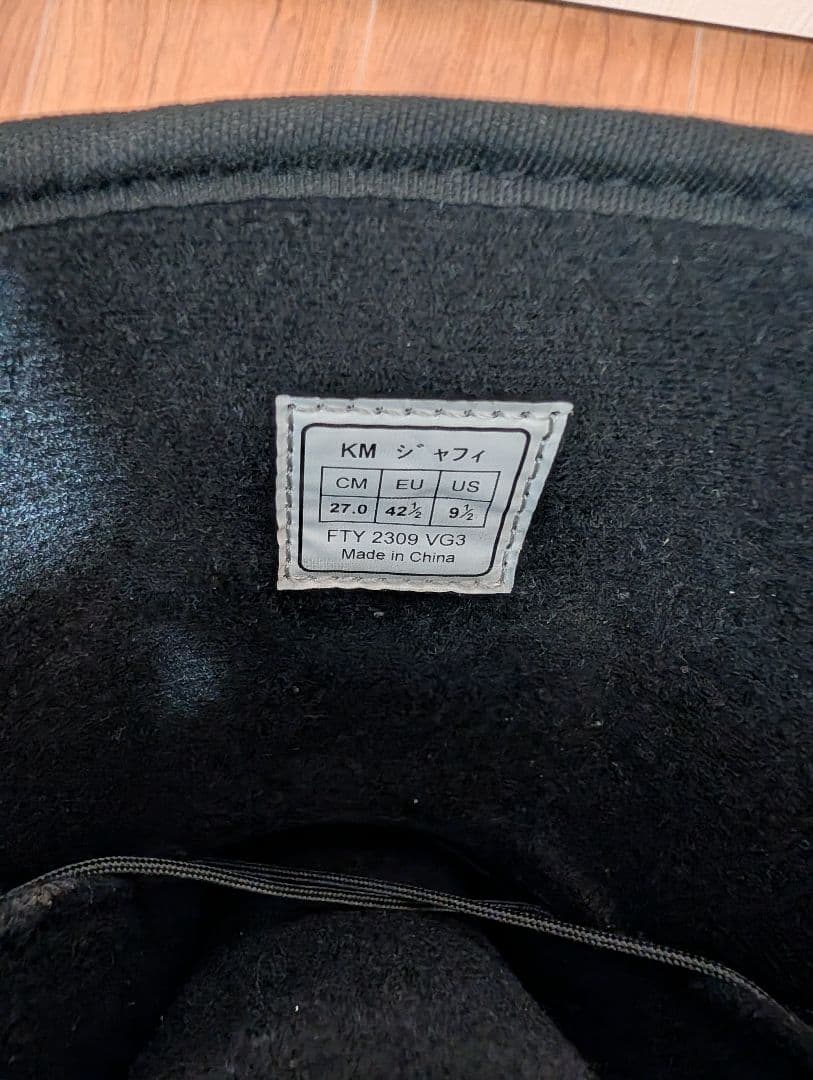 KM ジャフィ
CM EU US
27.0 42½ 9½
FTY 2309 VG3
Made in China